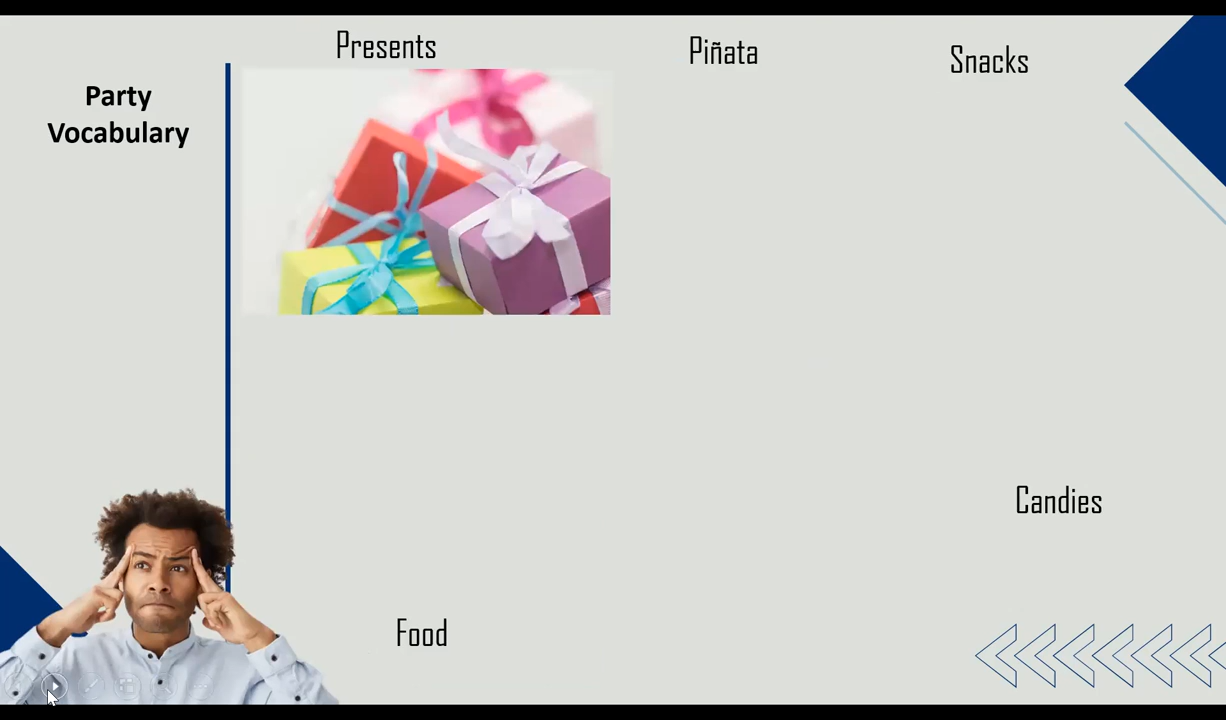 Presents
Piñata
Snacks
Party
Vocabulary
Candies
Food